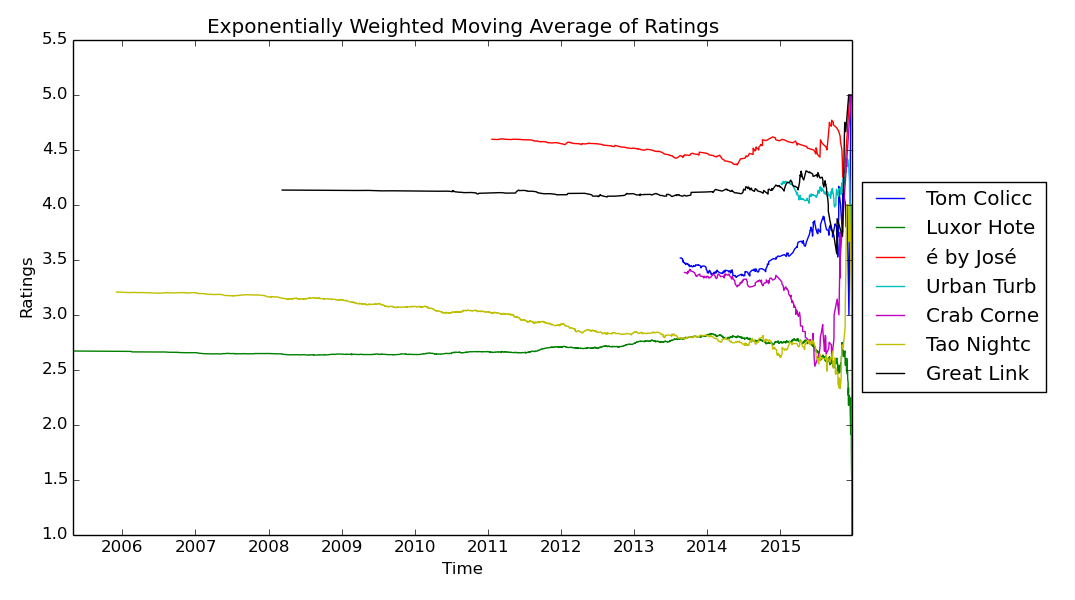 Exponentially Weighted Moving Average of Ratings
5.5
5.0
4.5
4.0
3.5
3.0
2.5
2.0
1.5
1.0
Ratings
2006 2007 2008 2009 2010 2011 2012 2013 2014 2015
Time
Tom Colicc
Luxor Hote
é by José
Urban Turb
Crab Corne
Tao Nightc
Great Link